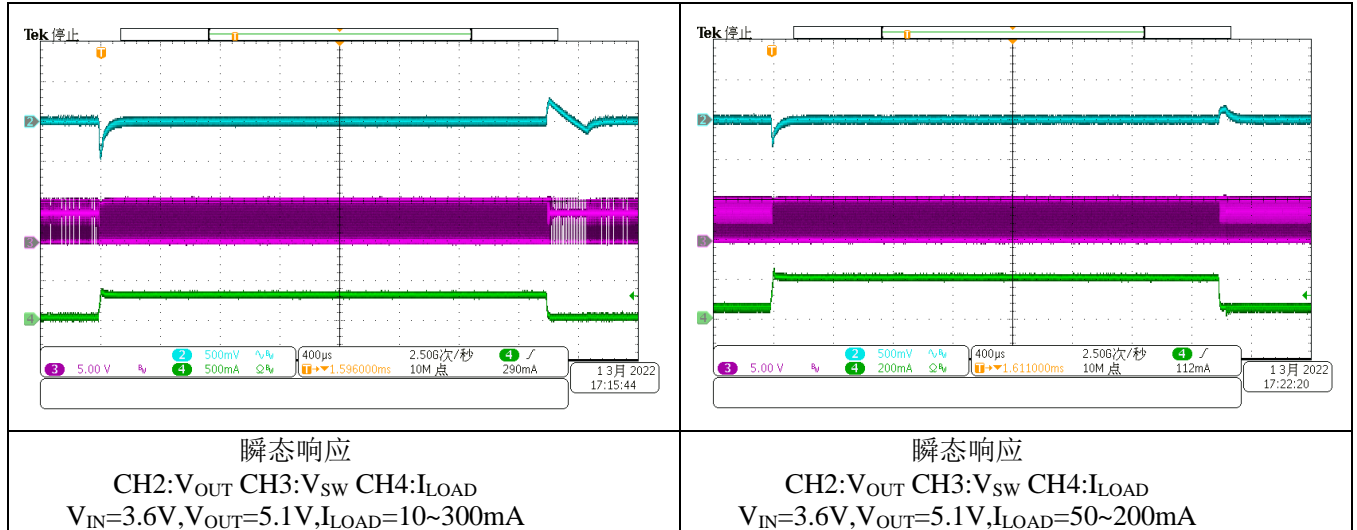 Tek 停止
T
T
2
3
4
2 500mV
400µs
2.50G次/秒
4
3 5.00 V BW
4 500mA Ω BW
T→▼1.596000ms
10M 点
290mA
1 3月 2022
17:15:44
瞬态响应
CH2:VOUT CH3:VSW CH4:ILOAD
VIN=3.6V,VOUT=5.1V,ILOAD=10~300mA
Tek 停止
T
T
2
3
4
2 500mV
400µs
2.50G次/秒
4
3 5.00 V BW
4 200mA Ω BW
T→▼1.611000ms
10M 点
112mA
1 3月 2022
17:22:20
瞬态响应
CH2:VOUT CH3:VSW CH4:ILOAD
VIN=3.6V,VOUT=5.1V,ILOAD=50~200mA